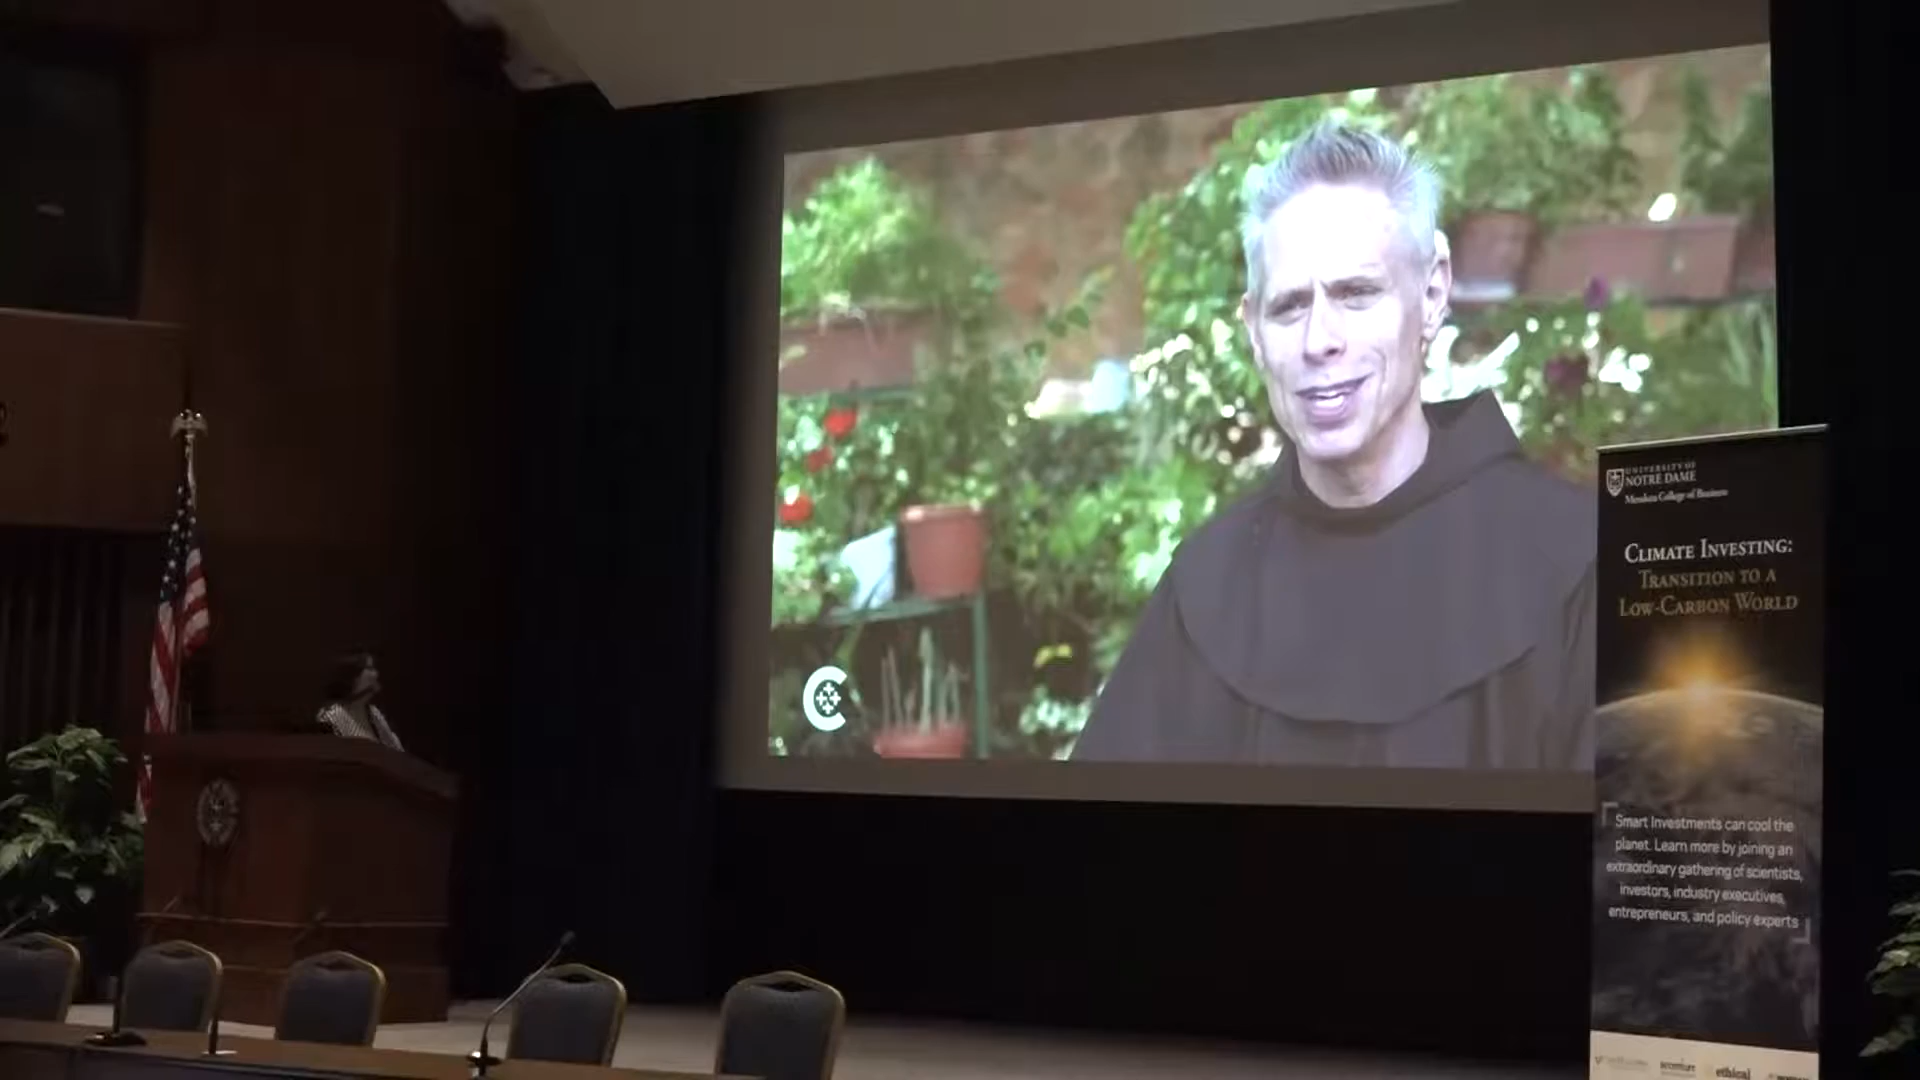 UNIVERSITY OF
NOTRE DAME
Mendoza College of Business
CLIMATE INVESTING:
TRANSITION TO A
LOW-CARBON WORLD
Smart Investments can cool the
planet. Learn more by joining an
extraordinary gathering of scientists,
investors, industry executives,
entrepreneurs, and policy experts
accenture
ethical